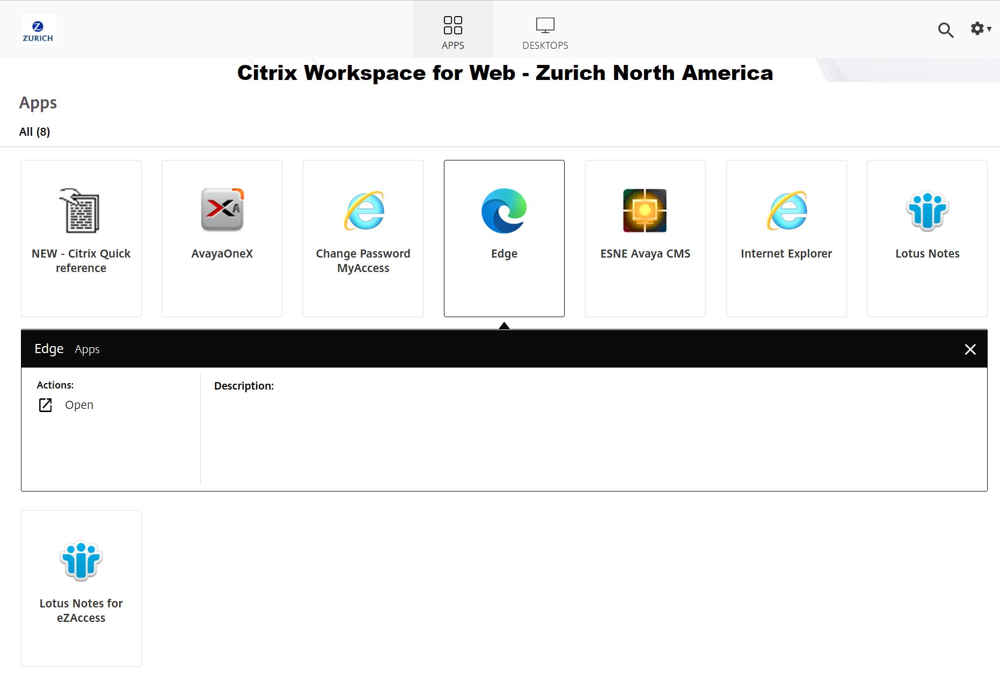 ZURICH
APPS
DESKTOPS
Citrix Workspace for Web - Zurich North America
Apps
All (8)
NEW - Citrix Quick
reference
AvayaOneX
Change Password
MyAccess
Edge
ESNE Avaya CMS
Internet Explorer
Lotus Notes
Edge Apps
Actions:
Open
Description:
Lotus Notes for
eZAccess